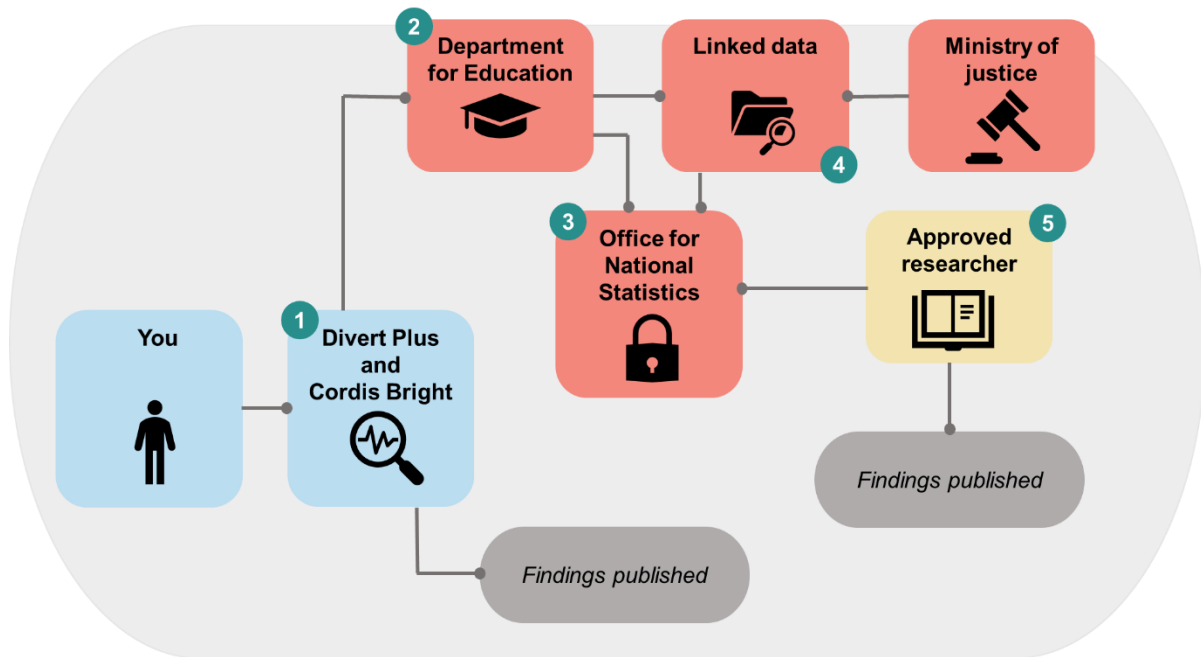 2
Department
for Education
Linked data
4
Ministry of
justice
3
Office for
National
Statistics
5
Approved
researcher
You
1
Divert Plus
and
Cordis Bright
Findings published
Findings published